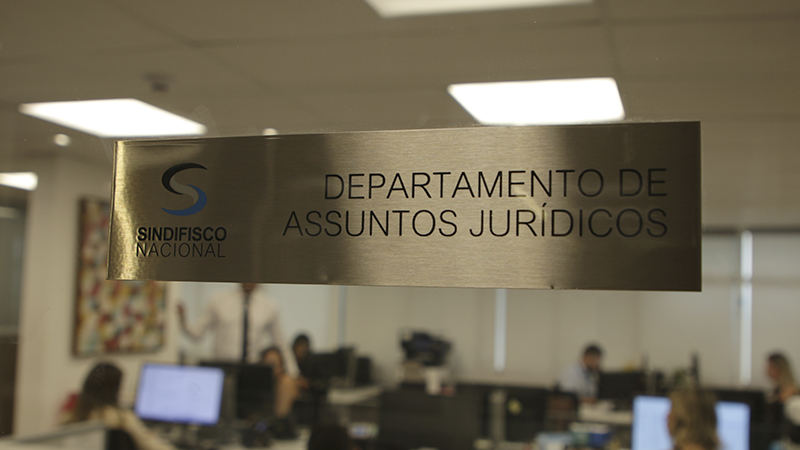 SINDIFISCO
NACIONAL
DEPARTAMENTO DE
ASSUNTOS JURÍDICOS